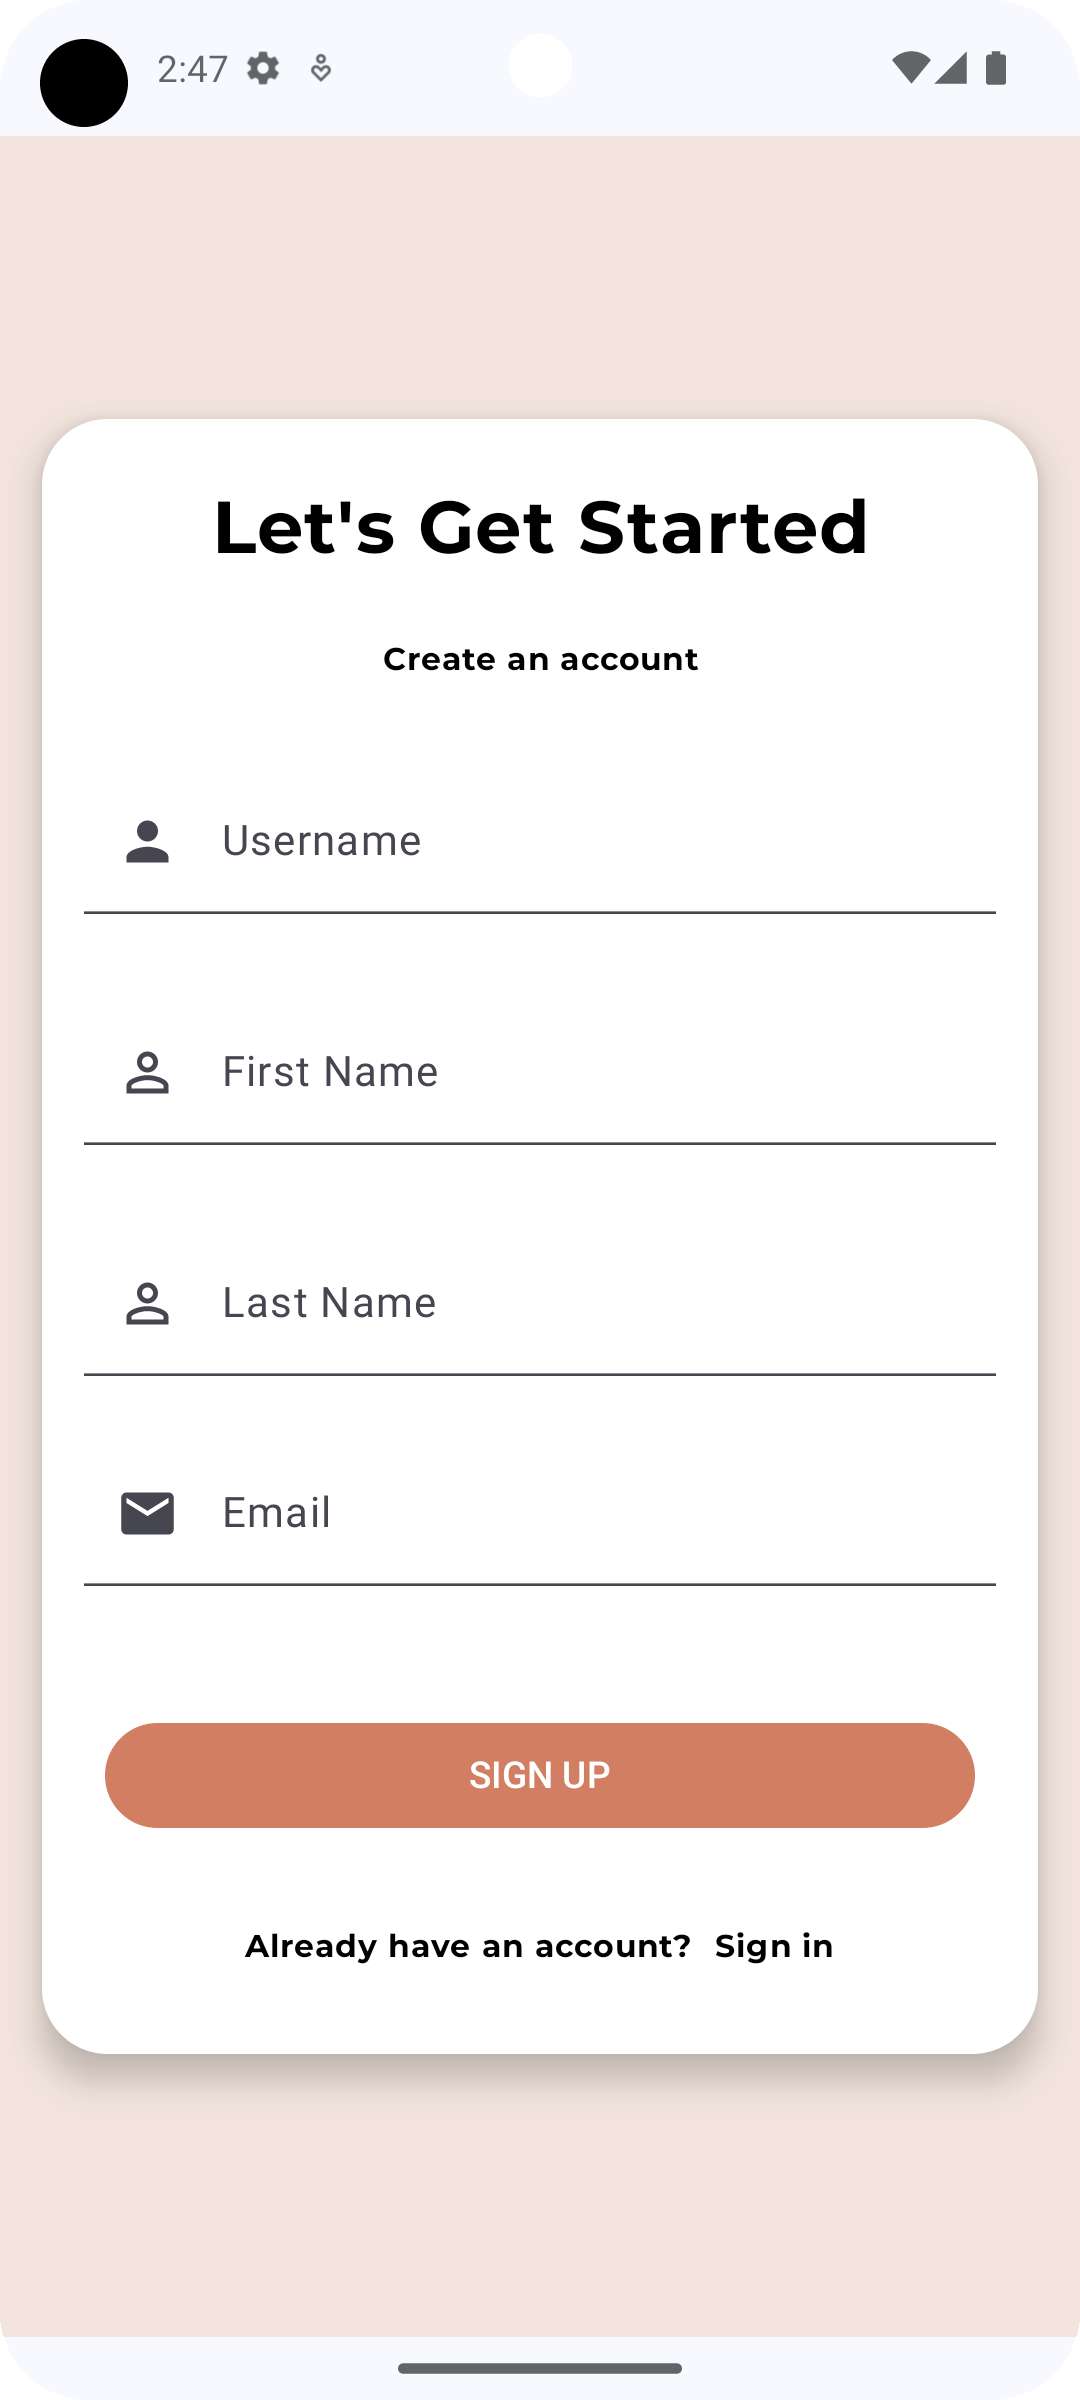 2:47
Let's Get Started
Create an account
Username
First Name
Last Name
Email
SIGN UP
Already have an account? Sign in